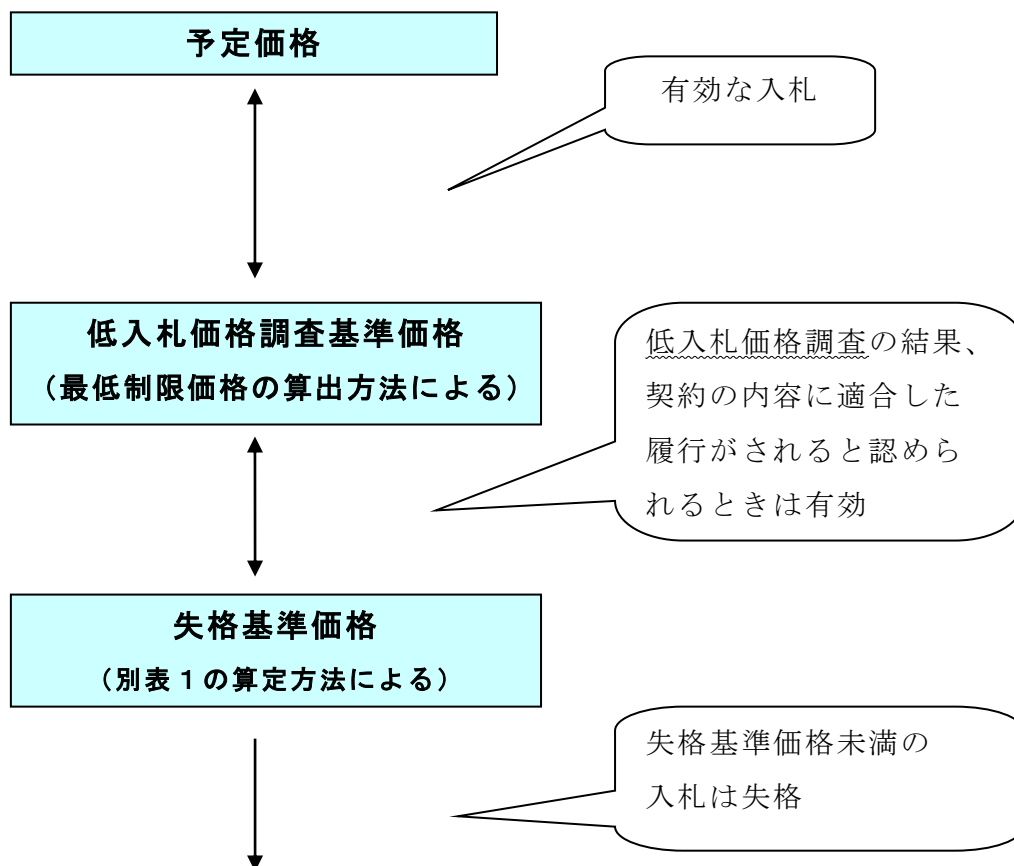 予定価格
有効な入札
低入札価格調査基準価格
（最低制限価格の算出方法による）
低入札価格調査の結果、
契約の内容に適合した
履行がされると認めら
れるときは有効
失格基準価格
（別表１の算定方法による）
失格基準価格未満の
入札は失格